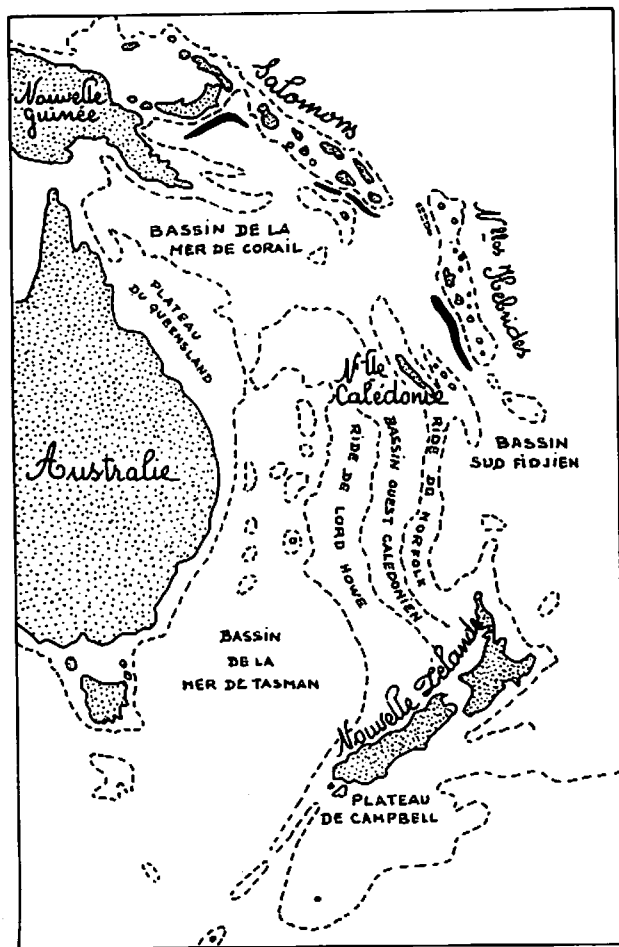 Nouvelle
Guinée
Salomons
BASSIN DE LA
MER DE CORAIL
PLATEAU
DU QUEENSLAND
Nlles Hébrides
Nlle
Calédonie
BASSIN
SUD FIDJIEN
Australie
RIDE DE LORD HOWE
BASSIN OUEST CALEDONIEN
RIDE DE NORFOLK
BASSIN
DE LA
MER DE TASMAN
Nouvelle Zélande
PLATEAU
DE CAMPBELL